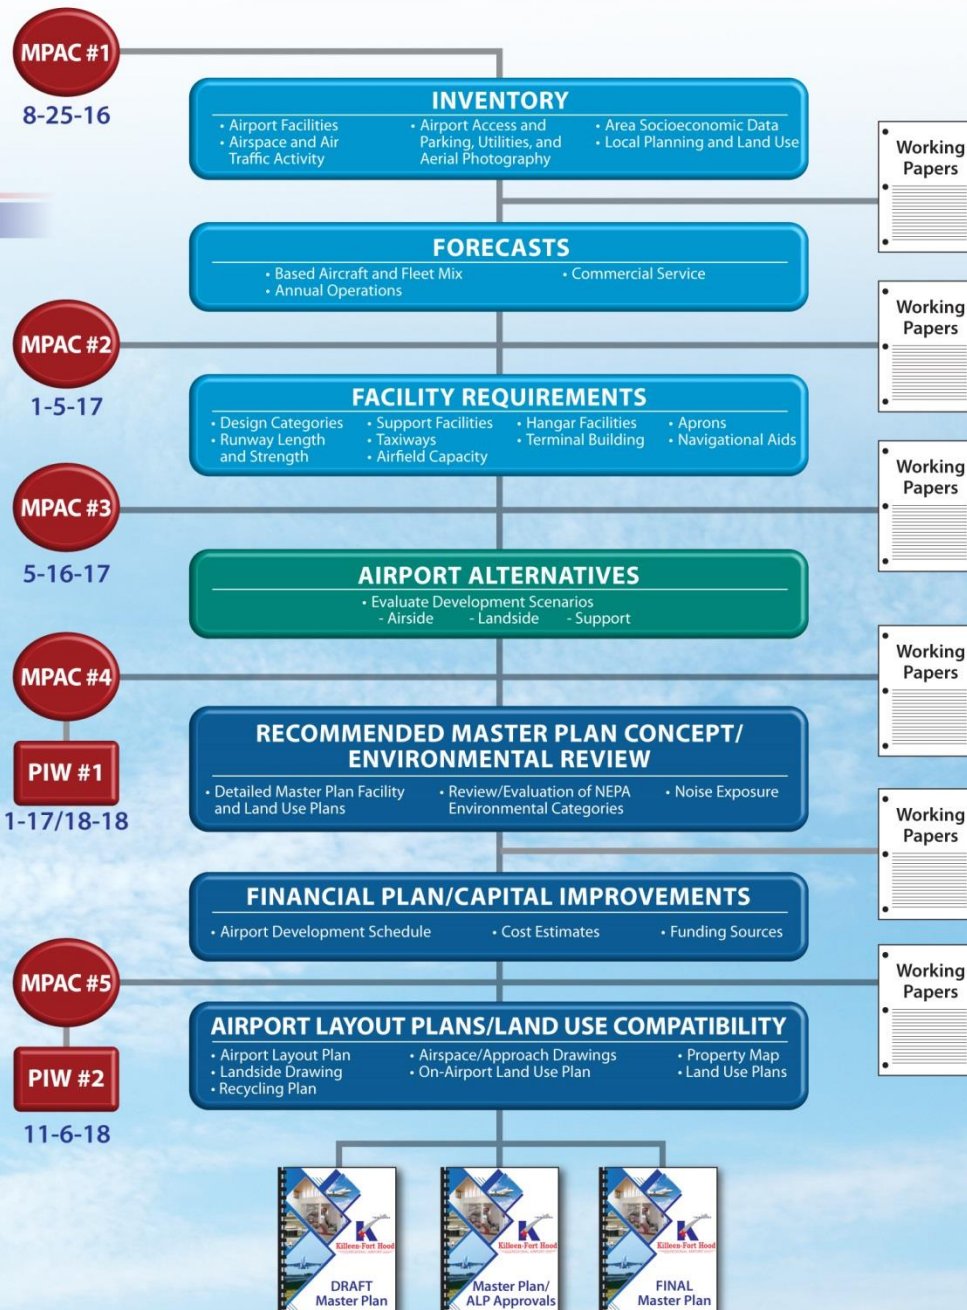 MPAC #1
8-25-16
INVENTORY
• Airport Facilities
• Airspace and Air
Traffic Activity
• Airport Access and
Parking, Utilities, and
Aerial Photography
• Area Socioeconomic Data
• Local Planning and Land Use
Working
Papers
FORECASTS
• Based Aircraft and Fleet Mix
• Annual Operations
• Commercial Service
MPAC #2
1-5-17
Working
Papers
FACILITY REQUIREMENTS
• Design Categories
• Runway Length
and Strength
• Support Facilities
• Taxiways
• Airfield Capacity
• Hangar Facilities
• Terminal Building
• Aprons
• Navigational Aids
MPAC #3
5-16-17
Working
Papers
AIRPORT ALTERNATIVES
• Evaluate Development Scenarios
- Airside - Landside - Support
MPAC #4
PIW #1
1-17/18-18
Working
Papers
RECOMMENDED MASTER PLAN CONCEPT/
ENVIRONMENTAL REVIEW
• Detailed Master Plan Facility
and Land Use Plans
• Review/Evaluation of NEPA
Environmental Categories
• Noise Exposure
Working
Papers
FINANCIAL PLAN/CAPITAL IMPROVEMENTS
• Airport Development Schedule
• Cost Estimates
• Funding Sources
MPAC #5
PIW #2
11-6-18
Working
Papers
AIRPORT LAYOUT PLANS/LAND USE COMPATIBILITY
• Airport Layout Plan
• Landside Drawing
• Recycling Plan
• Airspace/Approach Drawings
• On-Airport Land Use Plan
• Property Map
• Land Use Plans
Killeen-Fort Hood
REGIONAL AIRPORT
DRAFT
Master Plan
Killeen-Fort Hood
REGIONAL AIRPORT
Master Plan/
ALP Approvals
Killeen-Fort Hood
REGIONAL AIRPORT
FINAL
Master Plan